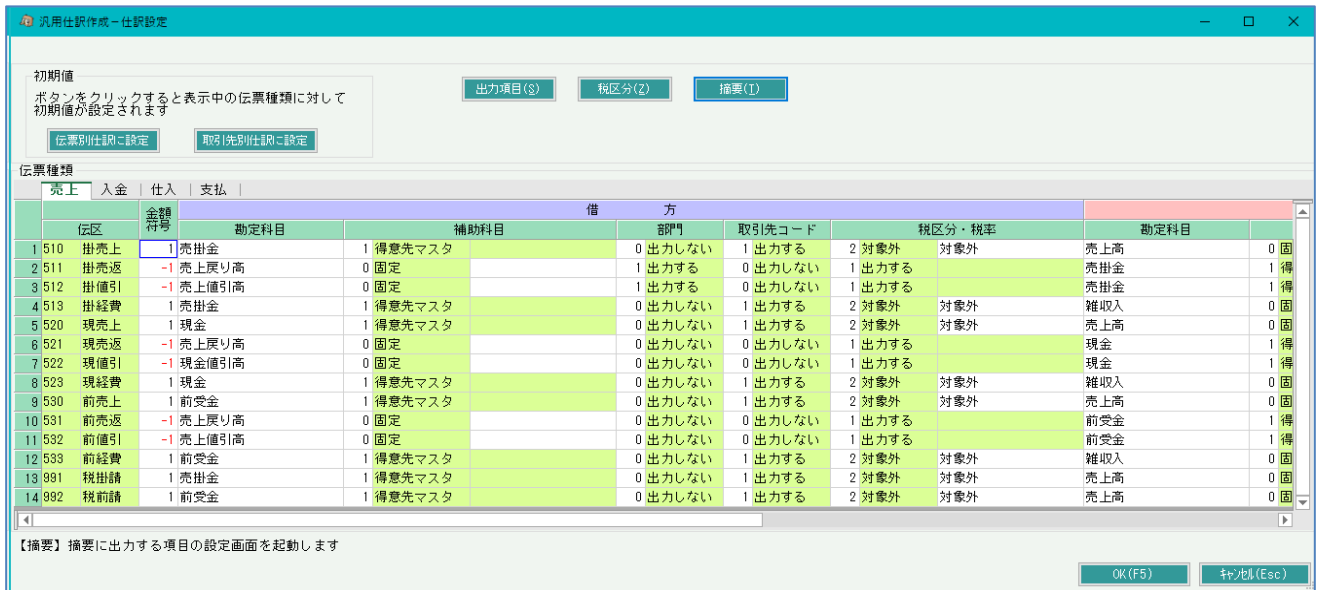 汎用仕訳作成－仕訳設定
初期値
ボタンをクリックすると表示中の伝票種類に対して
初期値が設定されます
伝票別仕訳に設定 取引先別仕訳に設定
出力項目(S) 税区分(Z) 摘要(T)
伝票種類
売上 入金 仕入 支払
借 方
伝区 金額符号 勘定科目 補助科目 部門 取引先コード 税区分・税率 勘定科目
1 510 掛売上 1 売掛金 1 得意先マスタ 0 出力しない 1 出力する 2 対象外 対象外 売上高 0 固
2 511 掛売返 -1 売上戻り高 0 固定 1 出力する 0 出力しない 1 出力する 売掛金 1 得
3 512 掛値引 -1 売上値引高 0 固定 1 出力する 0 出力しない 1 出力する 売掛金 1 得
4 513 掛経費 1 売掛金 1 得意先マスタ 0 出力しない 1 出力する 2 対象外 対象外 雑収入 0 固
5 520 現売上 1 現金 1 得意先マスタ 0 出力しない 1 出力する 2 対象外 対象外 売上高 0 固
6 521 現売返 -1 売上戻り高 0 固定 0 出力しない 0 出力しない 1 出力する 現金 1 得
7 522 現値引 -1 現金値引高 0 固定 0 出力しない 0 出力しない 1 出力する 現金 1 得
8 523 現経費 1 現金 1 得意先マスタ 0 出力しない 1 出力する 2 対象外 対象外 雑収入 0 固
9 530 前売上 1 前受金 1 得意先マスタ 0 出力しない 1 出力する 2 対象外 対象外 売上高 0 固
10 531 前売返 -1 売上戻り高 0 固定 0 出力しない 0 出力しない 1 出力する 前受金 1 得
11 532 前値引 -1 売上値引高 0 固定 0 出力しない 0 出力しない 1 出力する 前受金 1 得
12 533 前経費 1 前受金 1 得意先マスタ 0 出力しない 1 出力する 2 対象外 対象外 雑収入 0 固
13 991 税掛請 1 売掛金 1 得意先マスタ 0 出力しない 1 出力する 2 対象外 対象外 売上高 0 固
14 992 税前請 1 前受金 1 得意先マスタ 0 出力しない 1 出力する 2 対象外 対象外 売上高 0 固
【摘要】摘要に出力する項目の設定画面を起動します
OK(F5) ｷｬﾝｾﾙ(Esc)